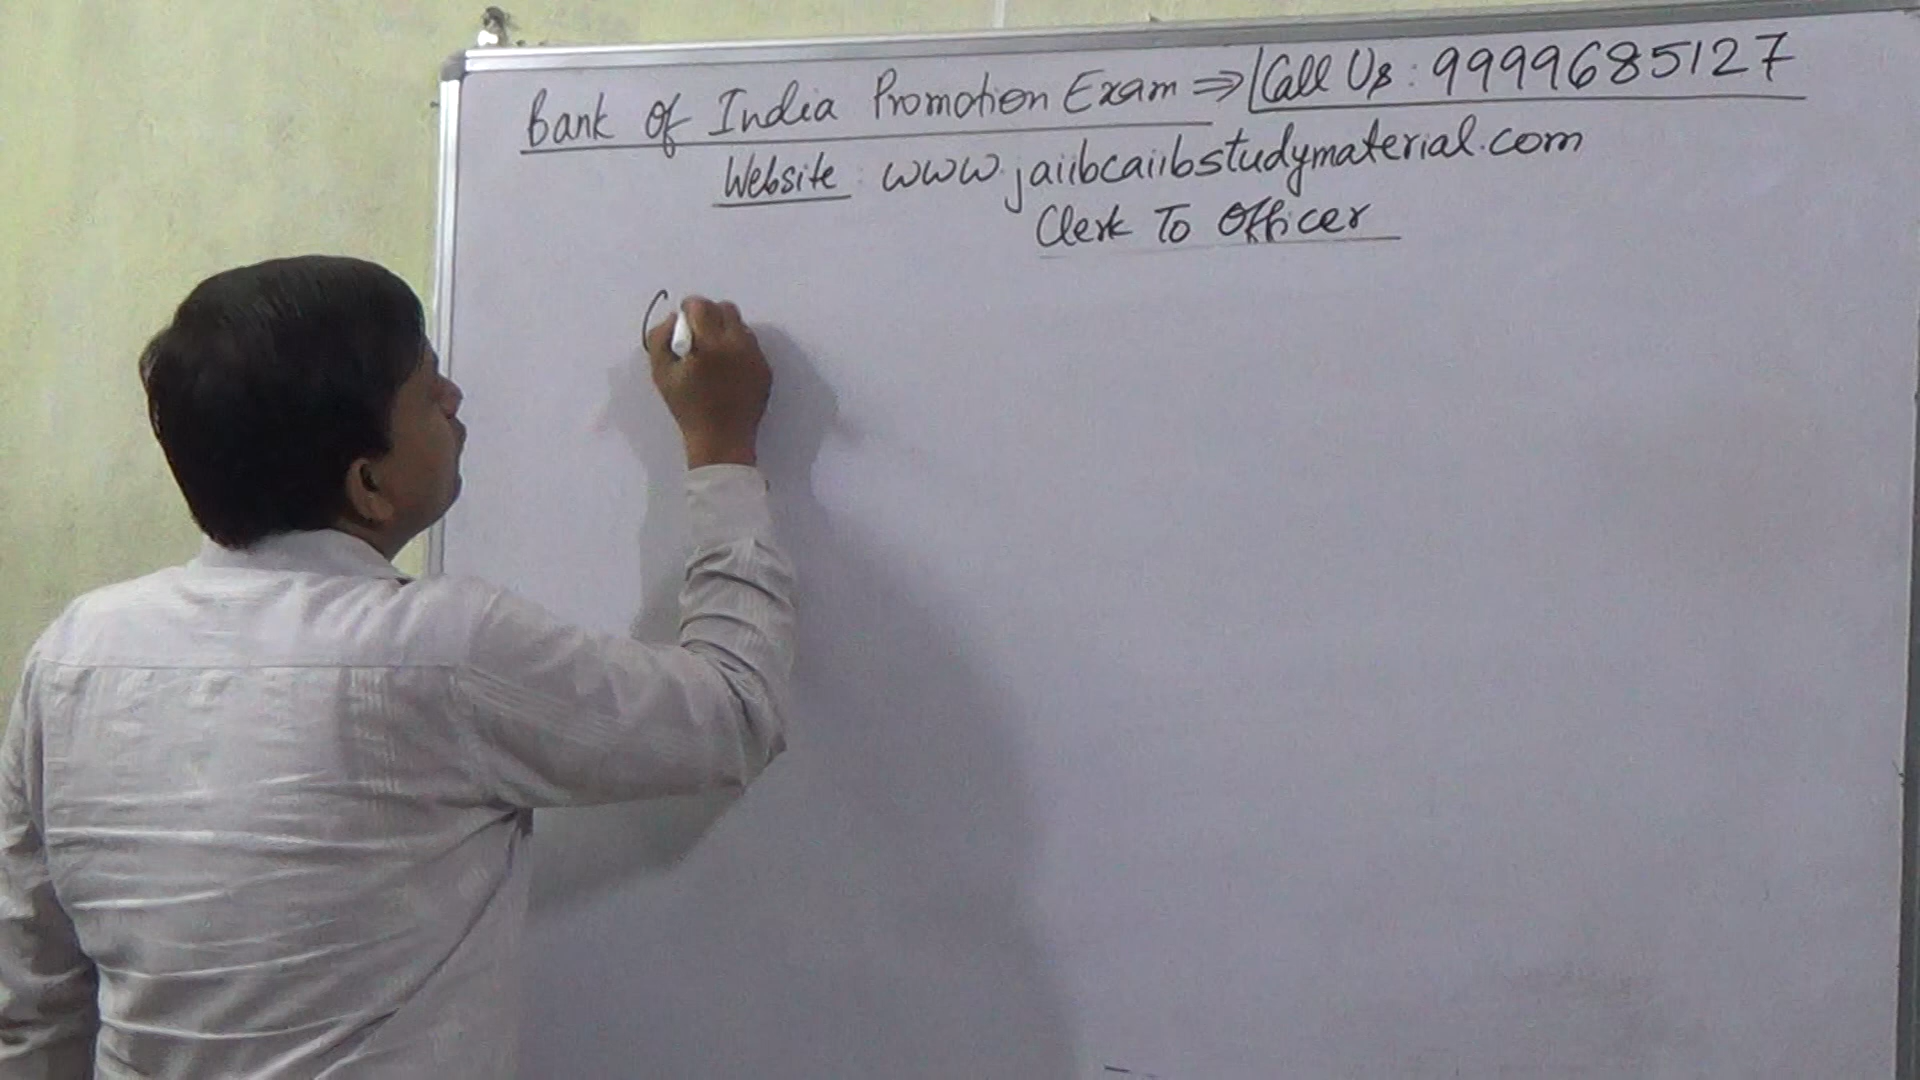 Bank of India Promotion Exam ⇒ Call Us : 9999685127
Website : www.jaiibcaiibstudymaterial.com
Clerk To Officer
(